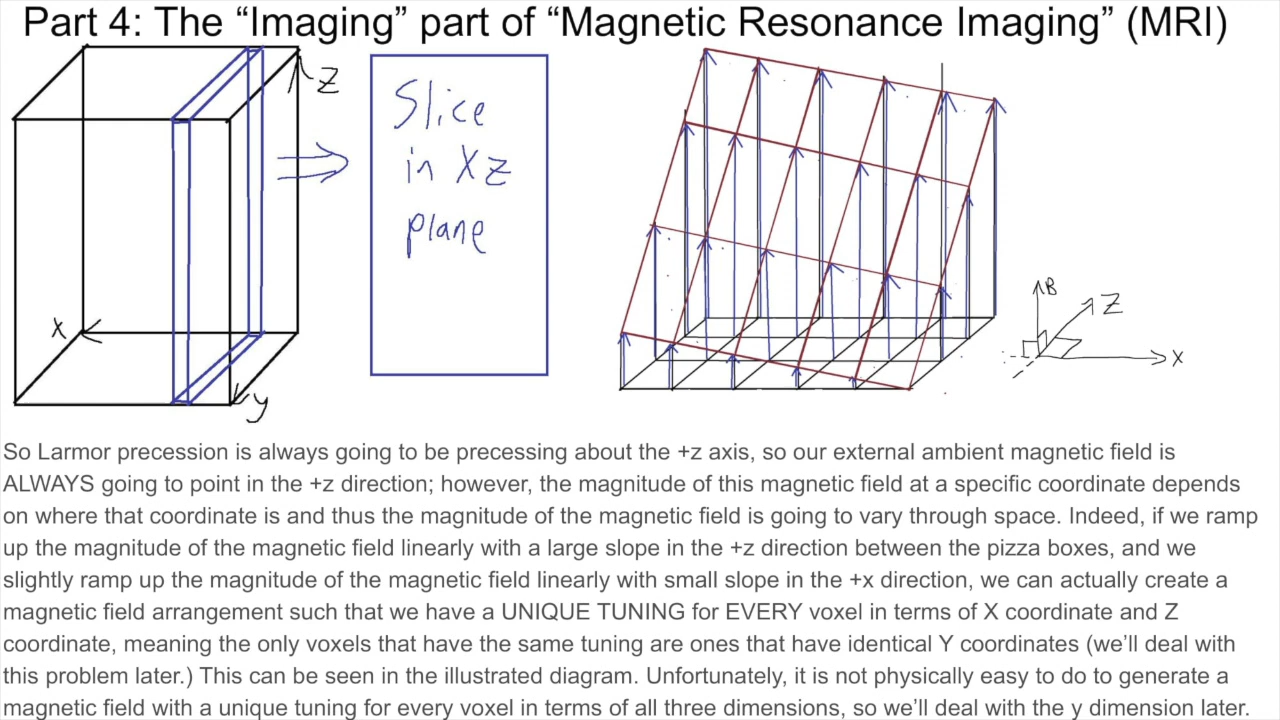 Part 4: The “Imaging” part of “Magnetic Resonance Imaging” (MRI)
Z
X
y
Slice
in XZ
plane
B
Z
X
So Larmor precession is always going to be precessing about the +z axis, so our external ambient magnetic field is
ALWAYS going to point in the +z direction; however, the magnitude of this magnetic field at a specific coordinate depends
on where that coordinate is and thus the magnitude of the magnetic field is going to vary through space. Indeed, if we ramp
up the magnitude of the magnetic field linearly with a large slope in the +z direction between the pizza boxes, and we
slightly ramp up the magnitude of the magnetic field linearly with small slope in the +x direction, we can actually create a
magnetic field arrangement such that we have a UNIQUE TUNING for EVERY voxel in terms of X coordinate and Z
coordinate, meaning the only voxels that have the same tuning are ones that have identical Y coordinates (we’ll deal with
this problem later.) This can be seen in the illustrated diagram. Unfortunately, it is not physically easy to do to generate a
magnetic field with a unique tuning for every voxel in terms of all three dimensions, so we’ll deal with the y dimension later.